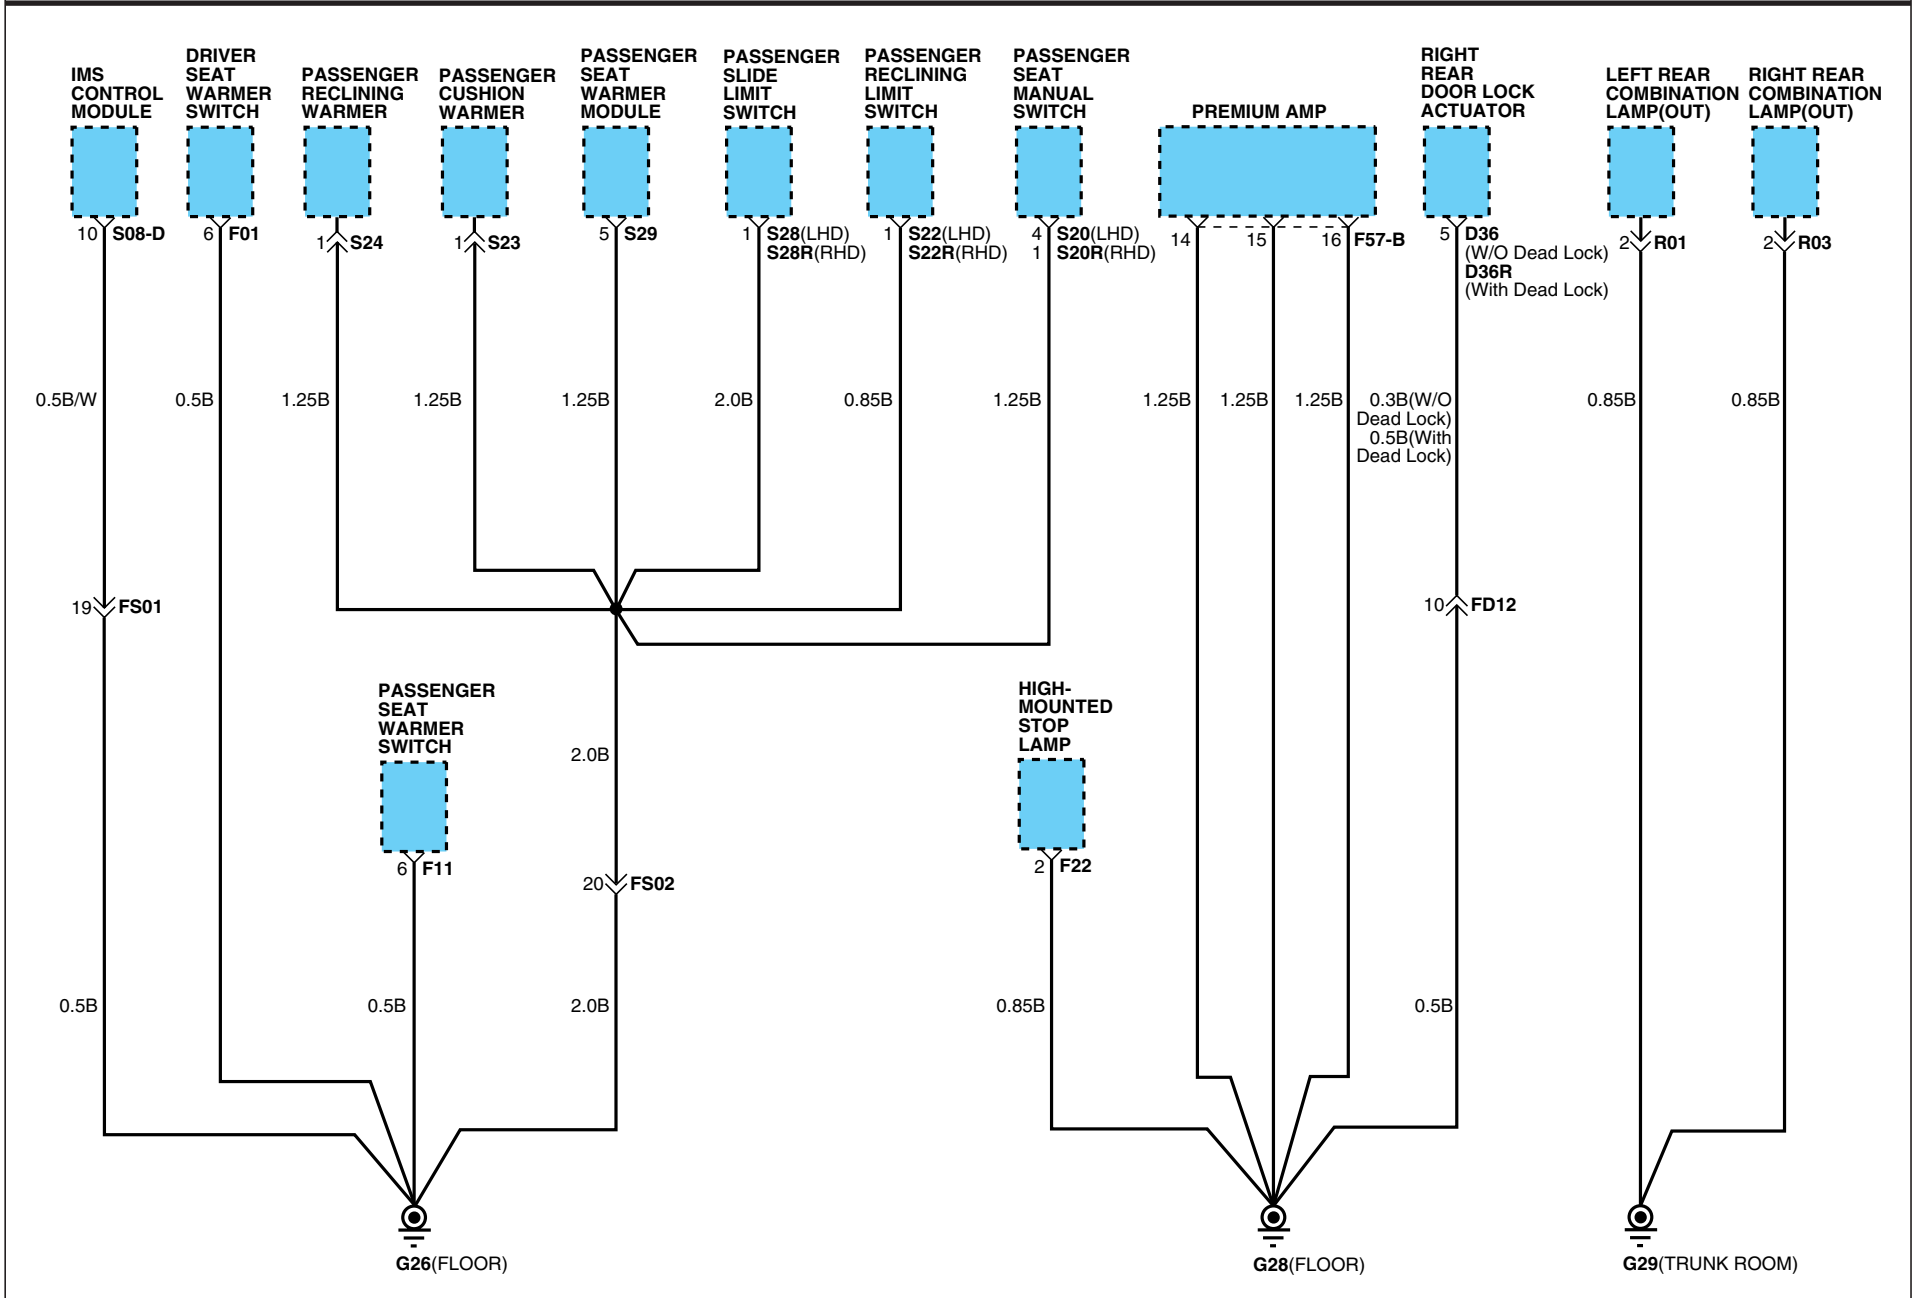 IMS
CONTROL
MODULE
DRIVER
SEAT
WARMER
SWITCH
PASSENGER
RECLINING
WARMER
PASSENGER
CUSHION
WARMER
PASSENGER
SEAT
WARMER
MODULE
PASSENGER
SLIDE
LIMIT
SWITCH
PASSENGER
RECLINING
LIMIT
SWITCH
PASSENGER
SEAT
MANUAL
SWITCH
PREMIUM AMP
RIGHT
REAR
DOOR LOCK
ACTUATOR
LEFT REAR
COMBINATION
LAMP(OUT)
RIGHT REAR
COMBINATION
LAMP(OUT)
10 S08-D
6 F01
1 S24
1 S23
5 S29
1 S28(LHD)
S28R(RHD)
1 S22(LHD)
S22R(RHD)
4 S20(LHD)
1 S20R(RHD)
14
15
16 F57-B
5 D36
(W/O Dead Lock)
D36R
(With Dead Lock)
2 R01
2 R03
0.5B/W
0.5B
1.25B
1.25B
1.25B
2.0B
0.85B
1.25B
1.25B
1.25B
1.25B
0.3B(W/O
Dead Lock)
0.5B(With
Dead Lock)
0.85B
0.85B
19 FS01
10 FD12
PASSENGER
SEAT
WARMER
SWITCH
HIGH-
MOUNTED
STOP
LAMP
2.0B
6 F11
20 FS02
2 F22
0.5B
0.5B
2.0B
0.85B
0.5B
G26(FLOOR)
G28(FLOOR)
G29(TRUNK ROOM)